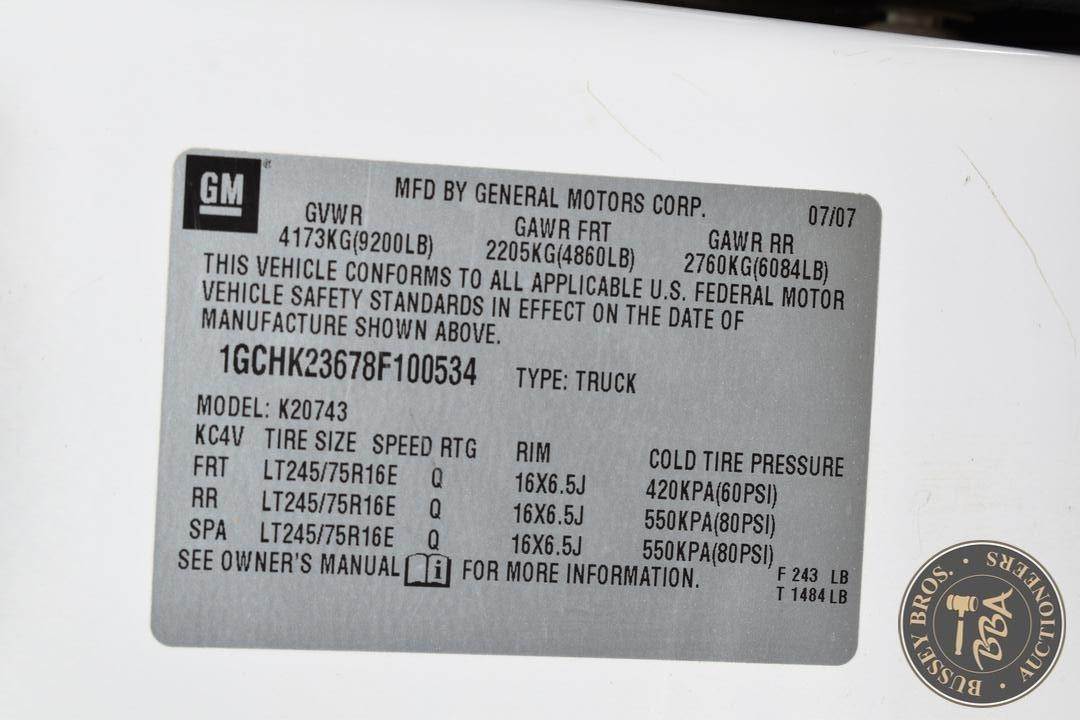 GM®
MFD BY GENERAL MOTORS CORP. 07/07
GVWR GAWR FRT GAWR RR
4173KG(9200LB) 2205KG(4860LB) 2760KG(6084LB)
THIS VEHICLE CONFORMS TO ALL APPLICABLE U.S. FEDERAL MOTOR
VEHICLE SAFETY STANDARDS IN EFFECT ON THE DATE OF
MANUFACTURE SHOWN ABOVE.
1GCHK23678F100534 TYPE: TRUCK
MODEL: K20743
KC4V TIRE SIZE SPEED RTG RIM COLD TIRE PRESSURE
FRT LT245/75R16E Q 16X6.5J 420KPA(60PSI)
RR LT245/75R16E Q 16X6.5J 550KPA(80PSI)
SPA LT245/75R16E Q 16X6.5J 550KPA(80PSI)
SEE OWNER'S MANUAL i FOR MORE INFORMATION.
F 243 LB
T 1484 LB
BUSSEY BROS. · AUCTIONEERS ·
BBA